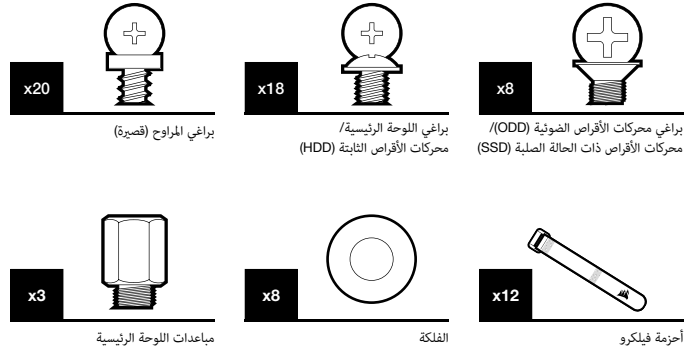 x8
براغي محركات الأقراص الضوئية (ODD)/
محركات الأقراص ذات الحالة الصلبة (SSD)
x18
براغي اللوحة الرئيسية/
محركات الأقراص الثابتة (HDD)
x20
براغي المراوح (قصيرة)
x12
أحزمة فيلكرو
x8
الفلكة
x3
مباعدات اللوحة الرئيسية